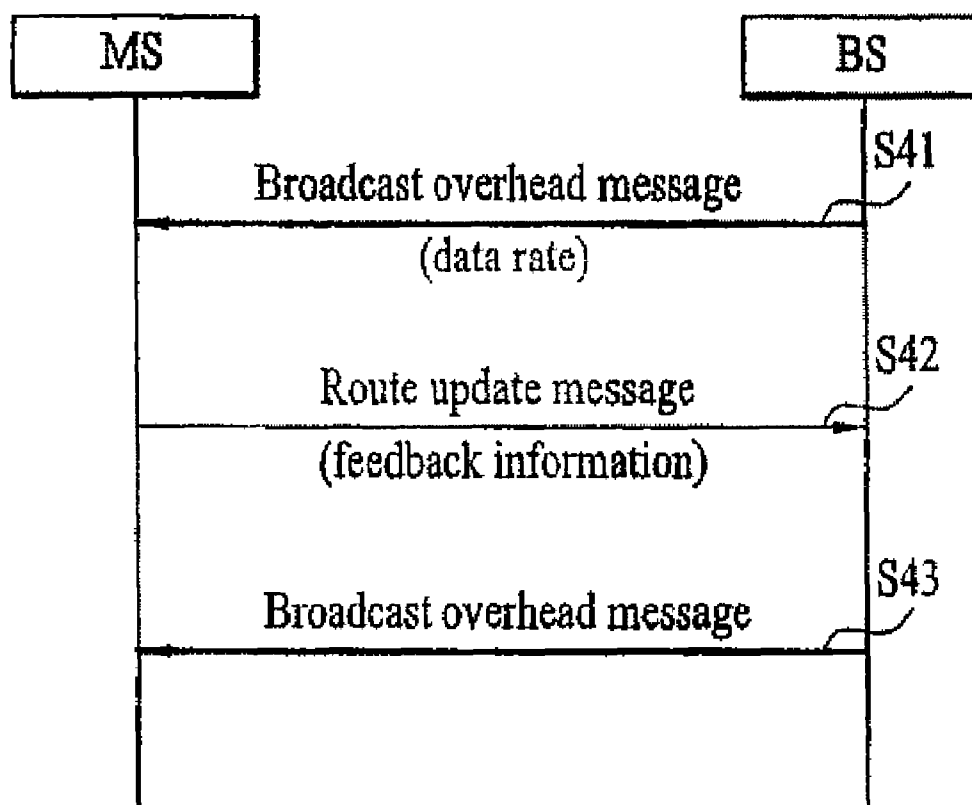 MS
BS
S41
Broadcast overhead message
(data rate)
S42
Route update message
(feedback information)
S43
Broadcast overhead message